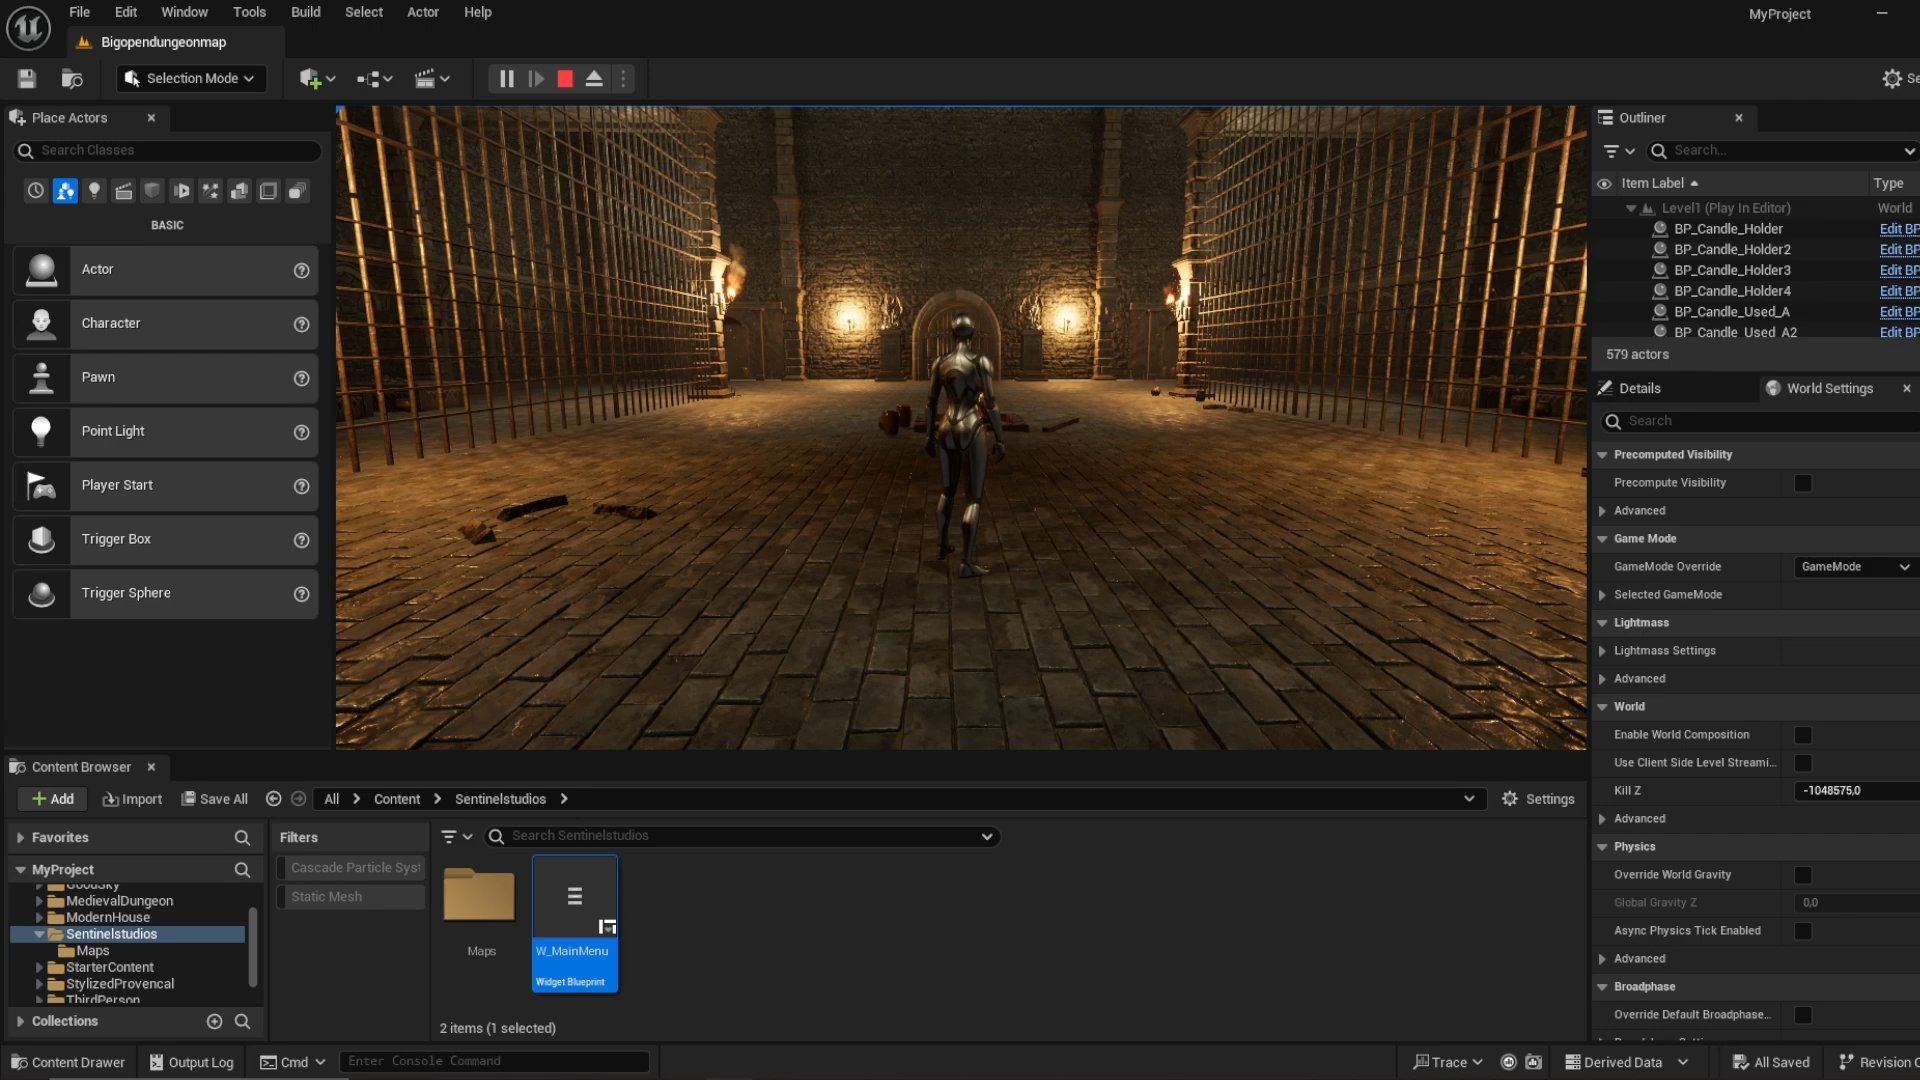 File Edit Window Tools Build Select Actor Help
MyProject
Bigopendungeonmap
Selection Mode
Place Actors
Search Classes
BASIC
Actor
Character
Pawn
Point Light
Player Start
Trigger Box
Trigger Sphere
Outliner
Search...
Item Label Type
Level1 (Play In Editor) World
BP_Candle_Holder Edit BP
BP_Candle_Holder2 Edit BP
BP_Candle_Holder3 Edit BP
BP_Candle_Holder4 Edit BP
BP_Candle_Used_A Edit BP
BP_Candle_Used_A2 Edit BP
579 actors
Details World Settings
Search
Precomputed Visibility
Precompute Visibility
Advanced
Game Mode
GameMode Override GameMode
Selected GameMode
Lightmass
Lightmass Settings
Advanced
World
Enable World Composition
Use Client Side Level Streami...
Kill Z -1048575,0
Advanced
Physics
Override World Gravity
Global Gravity Z 0,0
Async Physics Tick Enabled
Advanced
Broadphase
Override Default Broadphase...
Content Browser
Add Import Save All All Content Sentinelstudios Settings
Favorites
MyProject
GoodSky
MedievalDungeon
ModernHouse
Sentinelstudios
Maps
StarterContent
StylizedProvencal
ThirdPerson
Collections
Filters
Cascade Particle Syst
Static Mesh
Search Sentinelstudios
Maps
W_MainMenu
Widget Blueprint
2 items (1 selected)
Content Drawer Output Log Cmd Enter Console Command Trace Derived Data All Saved Revision C